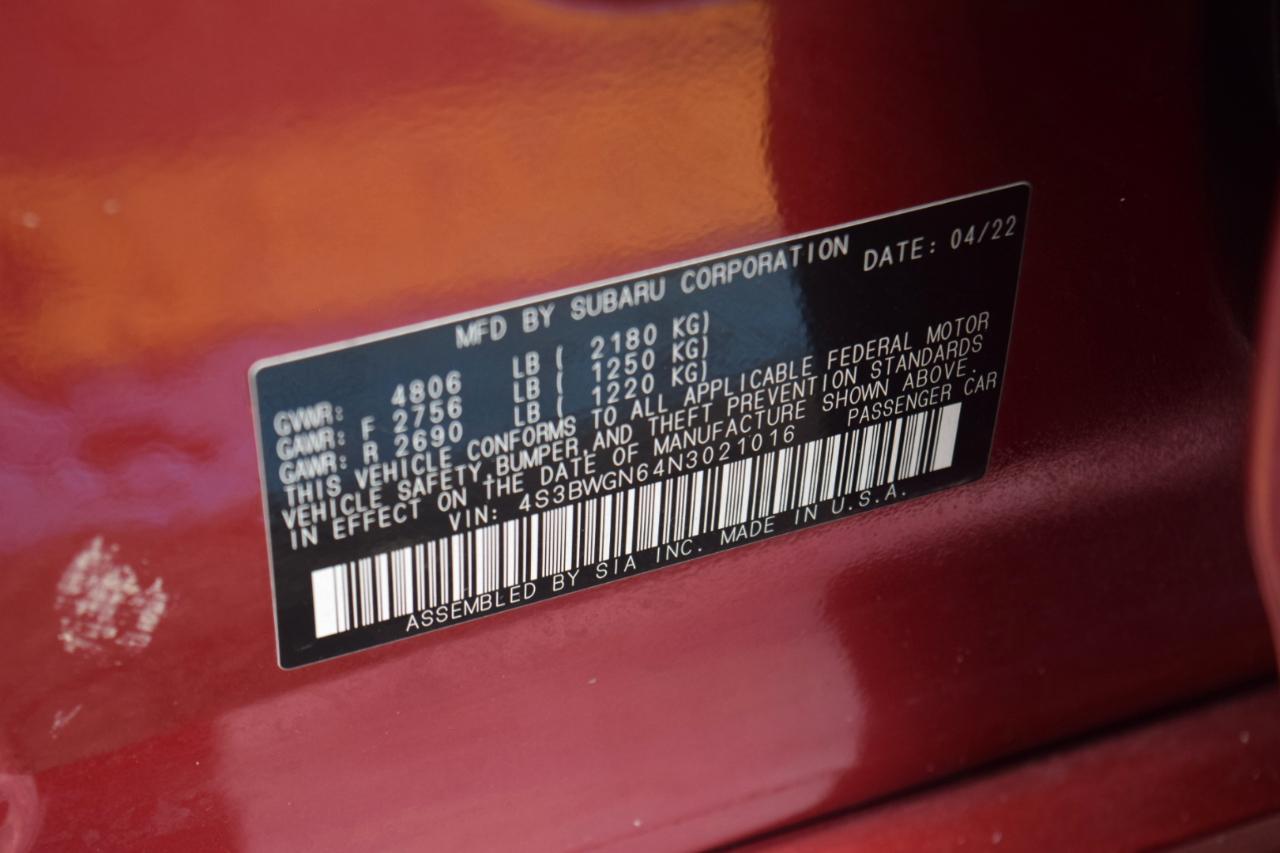 MFD BY SUBARU CORPORATION DATE: 04/22
GVWR: 4806 LB ( 2180 KG)
GAWR: F 2756 LB ( 1250 KG)
GAWR: R 2690 LB ( 1220 KG)
THIS VEHICLE CONFORMS TO ALL APPLICABLE FEDERAL MOTOR
VEHICLE SAFETY,BUMPER,AND THEFT PREVENTION STANDARDS
IN EFFECT ON THE DATE OF MANUFACTURE SHOWN ABOVE.
VIN: 4S3BWGN64N3021016 PASSENGER CAR
ASSEMBLED BY SIA INC. MADE IN U.S.A.